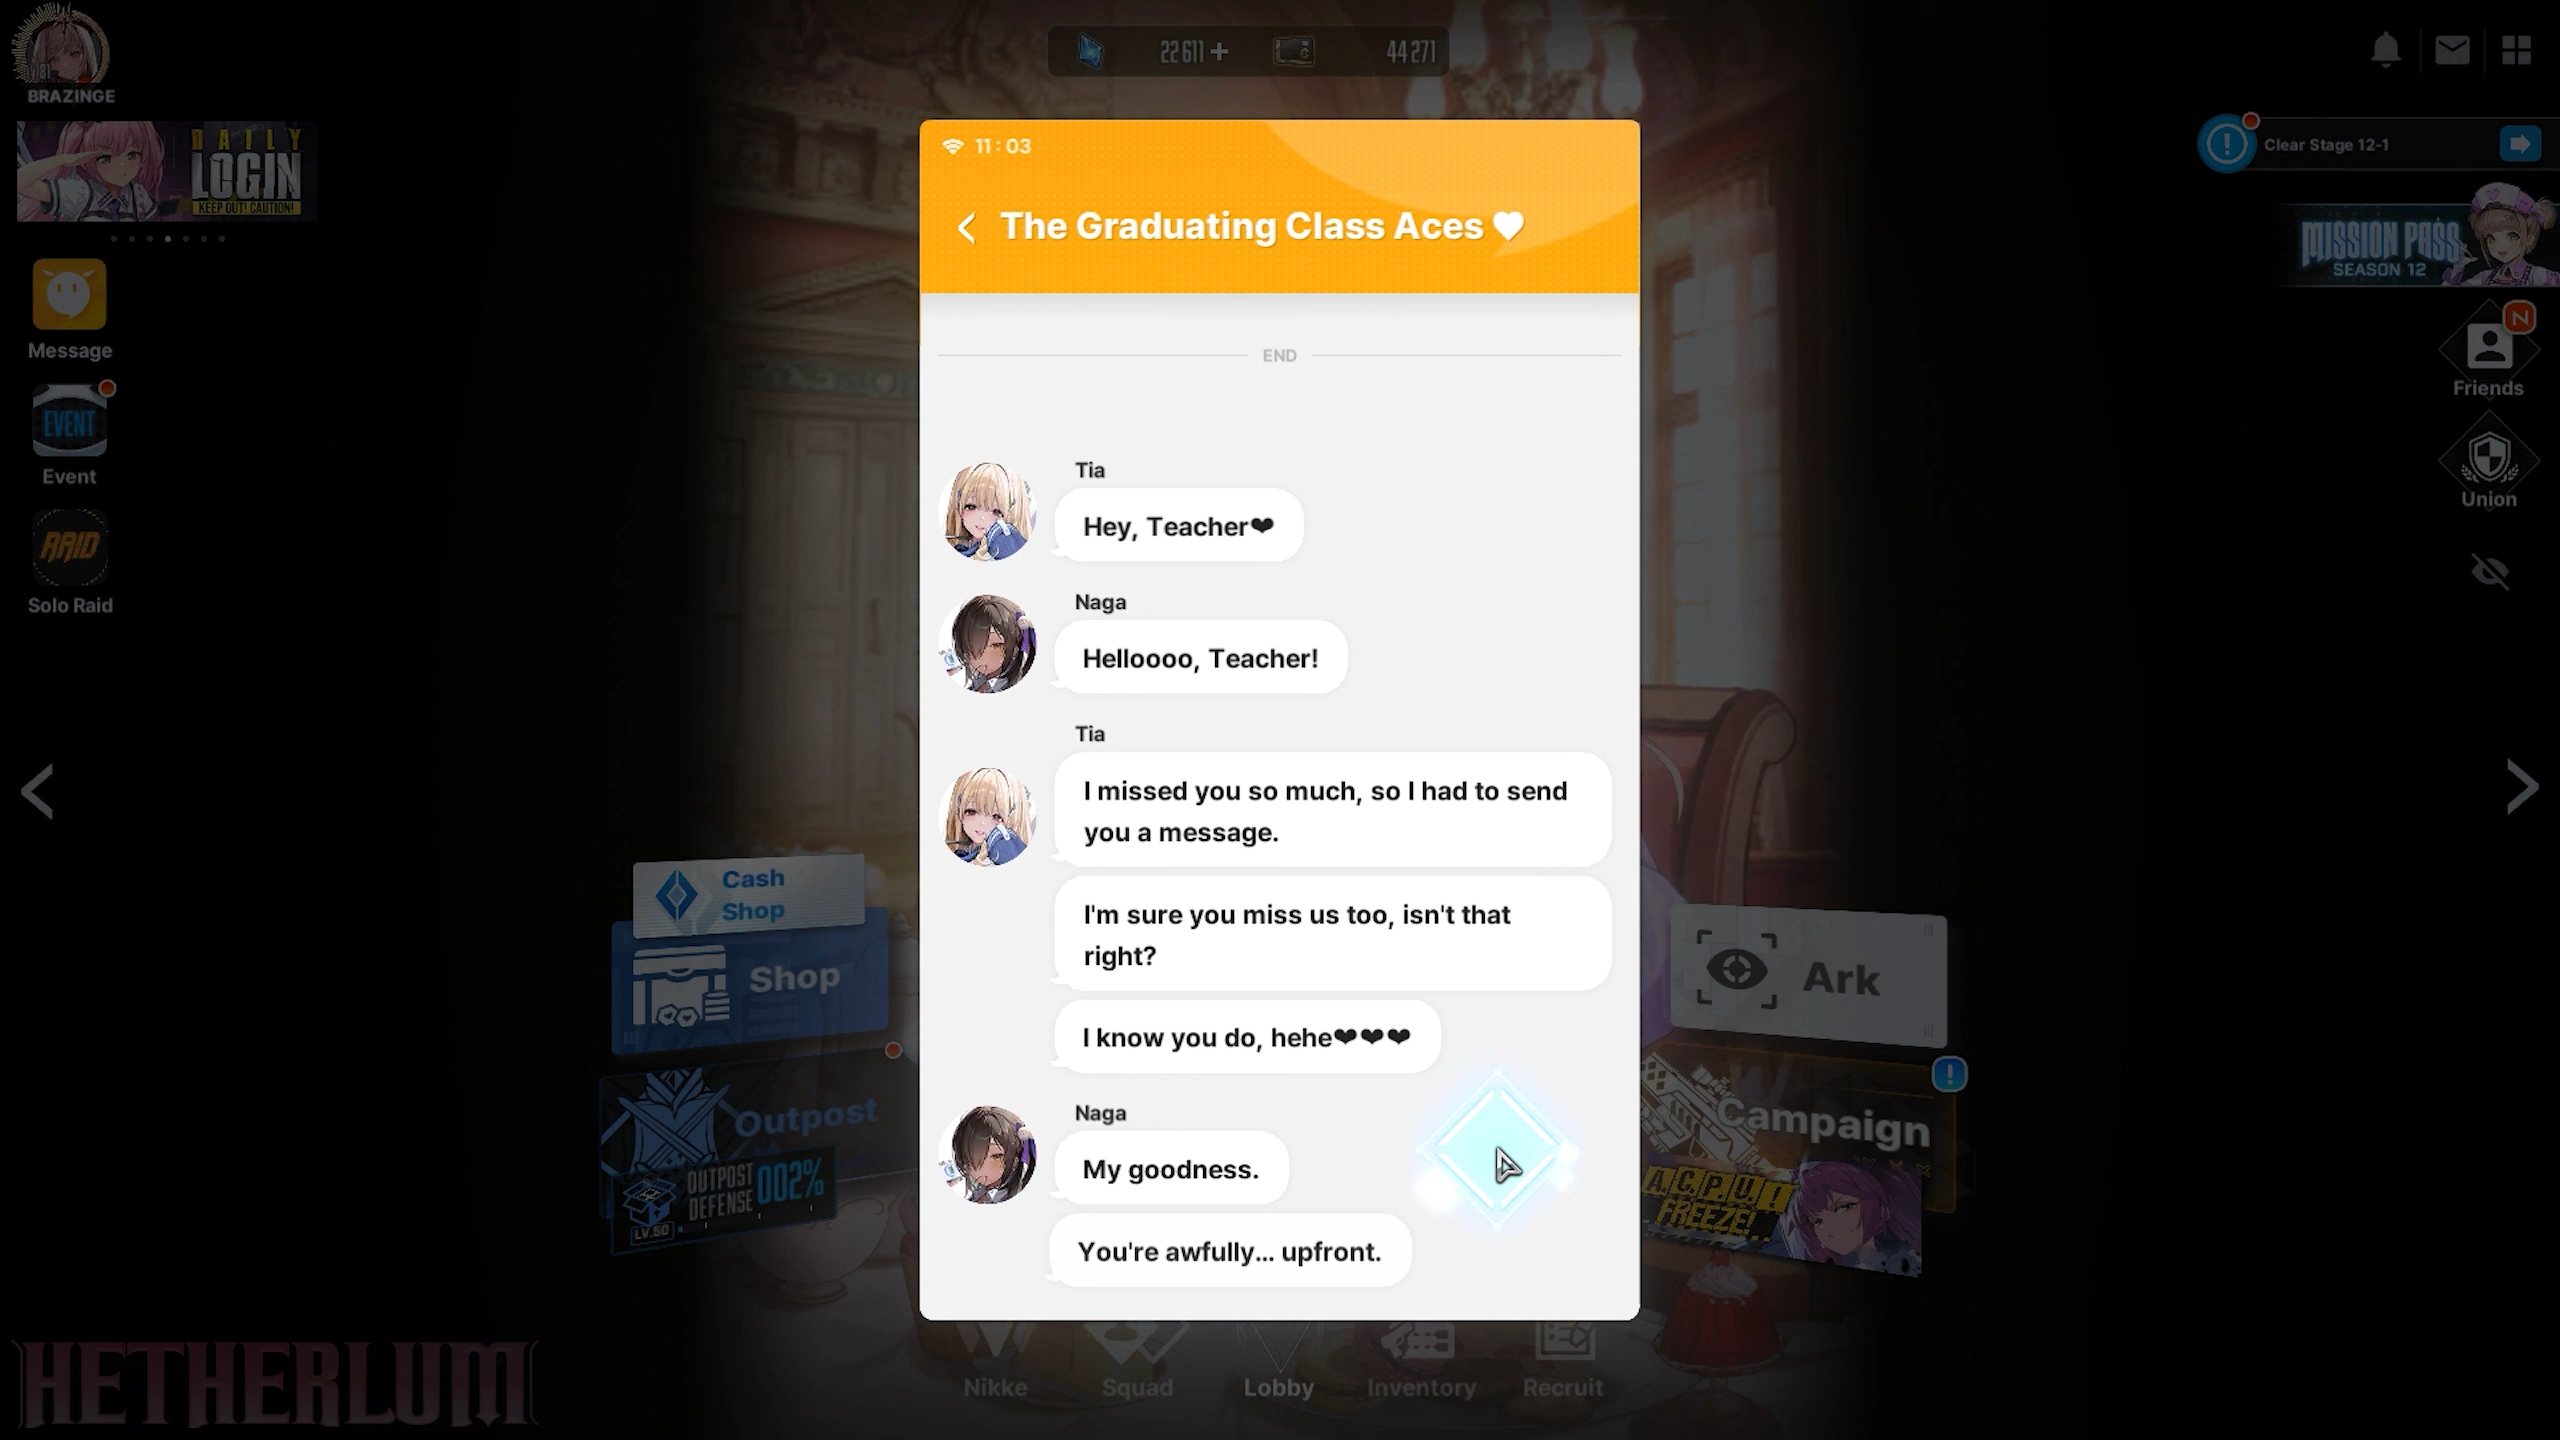 22611
44271
LV.81
BRAZINGE
DAILY
LOGIN
KEEP OUT! CAUTION!
Message
EVENT
Event
RAID
Solo Raid
Clear Stage 12-1
MISSION PASS
SEASON 12
N
Friends
Union
11:03
The Graduating Class Aces
END
Tia
Hey, Teacher❤
Naga
Helloooo, Teacher!
Tia
I missed you so much, so I had to send
you a message.
I'm sure you miss us too, isn't that
right?
I know you do, hehe❤❤❤
Naga
My goodness.
You're awfully... upfront.
Cash
Shop
Shop
Outpost
OUTPOST
DEFENSE 002%
LV.50
Ark
Campaign
A.C.P.U.!
FREEZE!
Nikke
Squad
Lobby
Inventory
Recruit
HETHERLUM